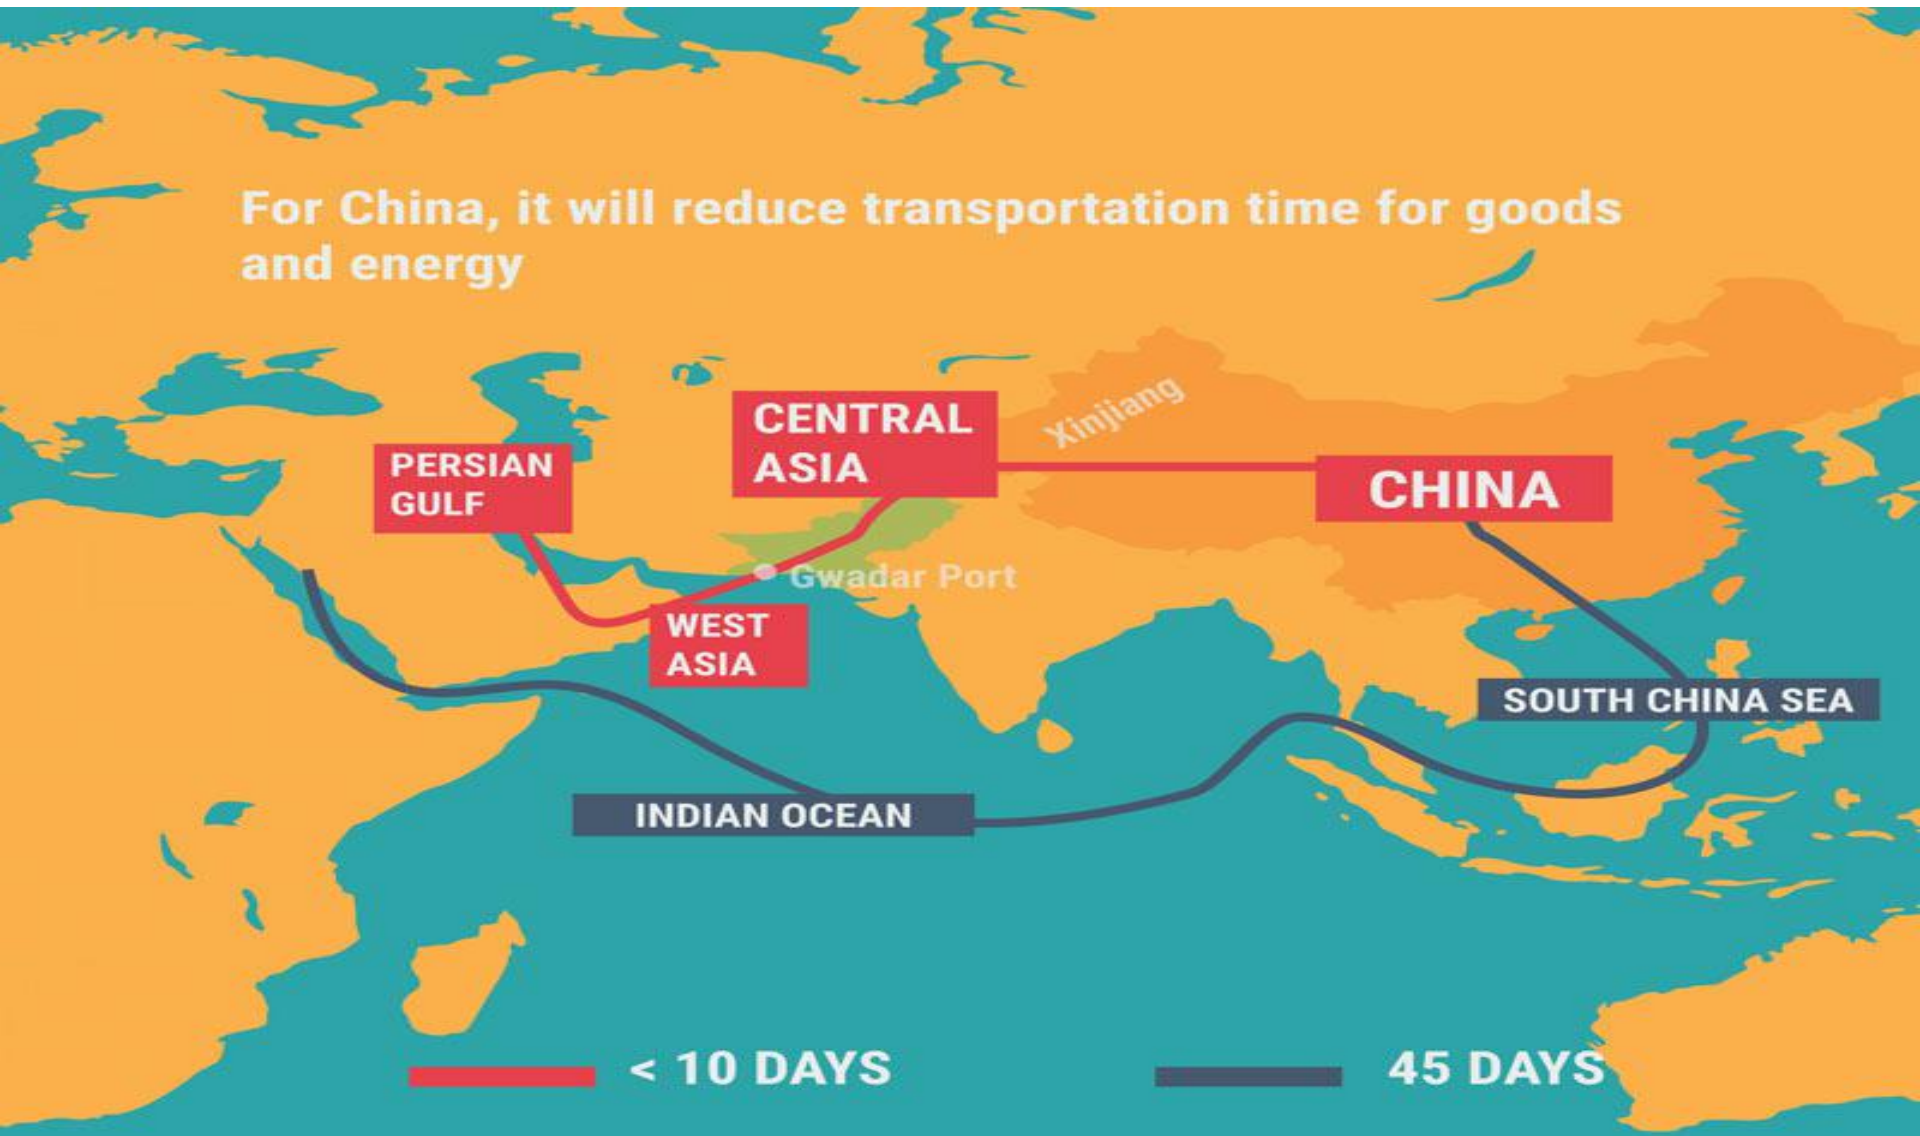 For China, it will reduce transportation time for goods
and energy
Xinjiang
CENTRAL
ASIA
PERSIAN
GULF
CHINA
Gwadar Port
WEST
ASIA
SOUTH CHINA SEA
INDIAN OCEAN
< 10 DAYS
45 DAYS